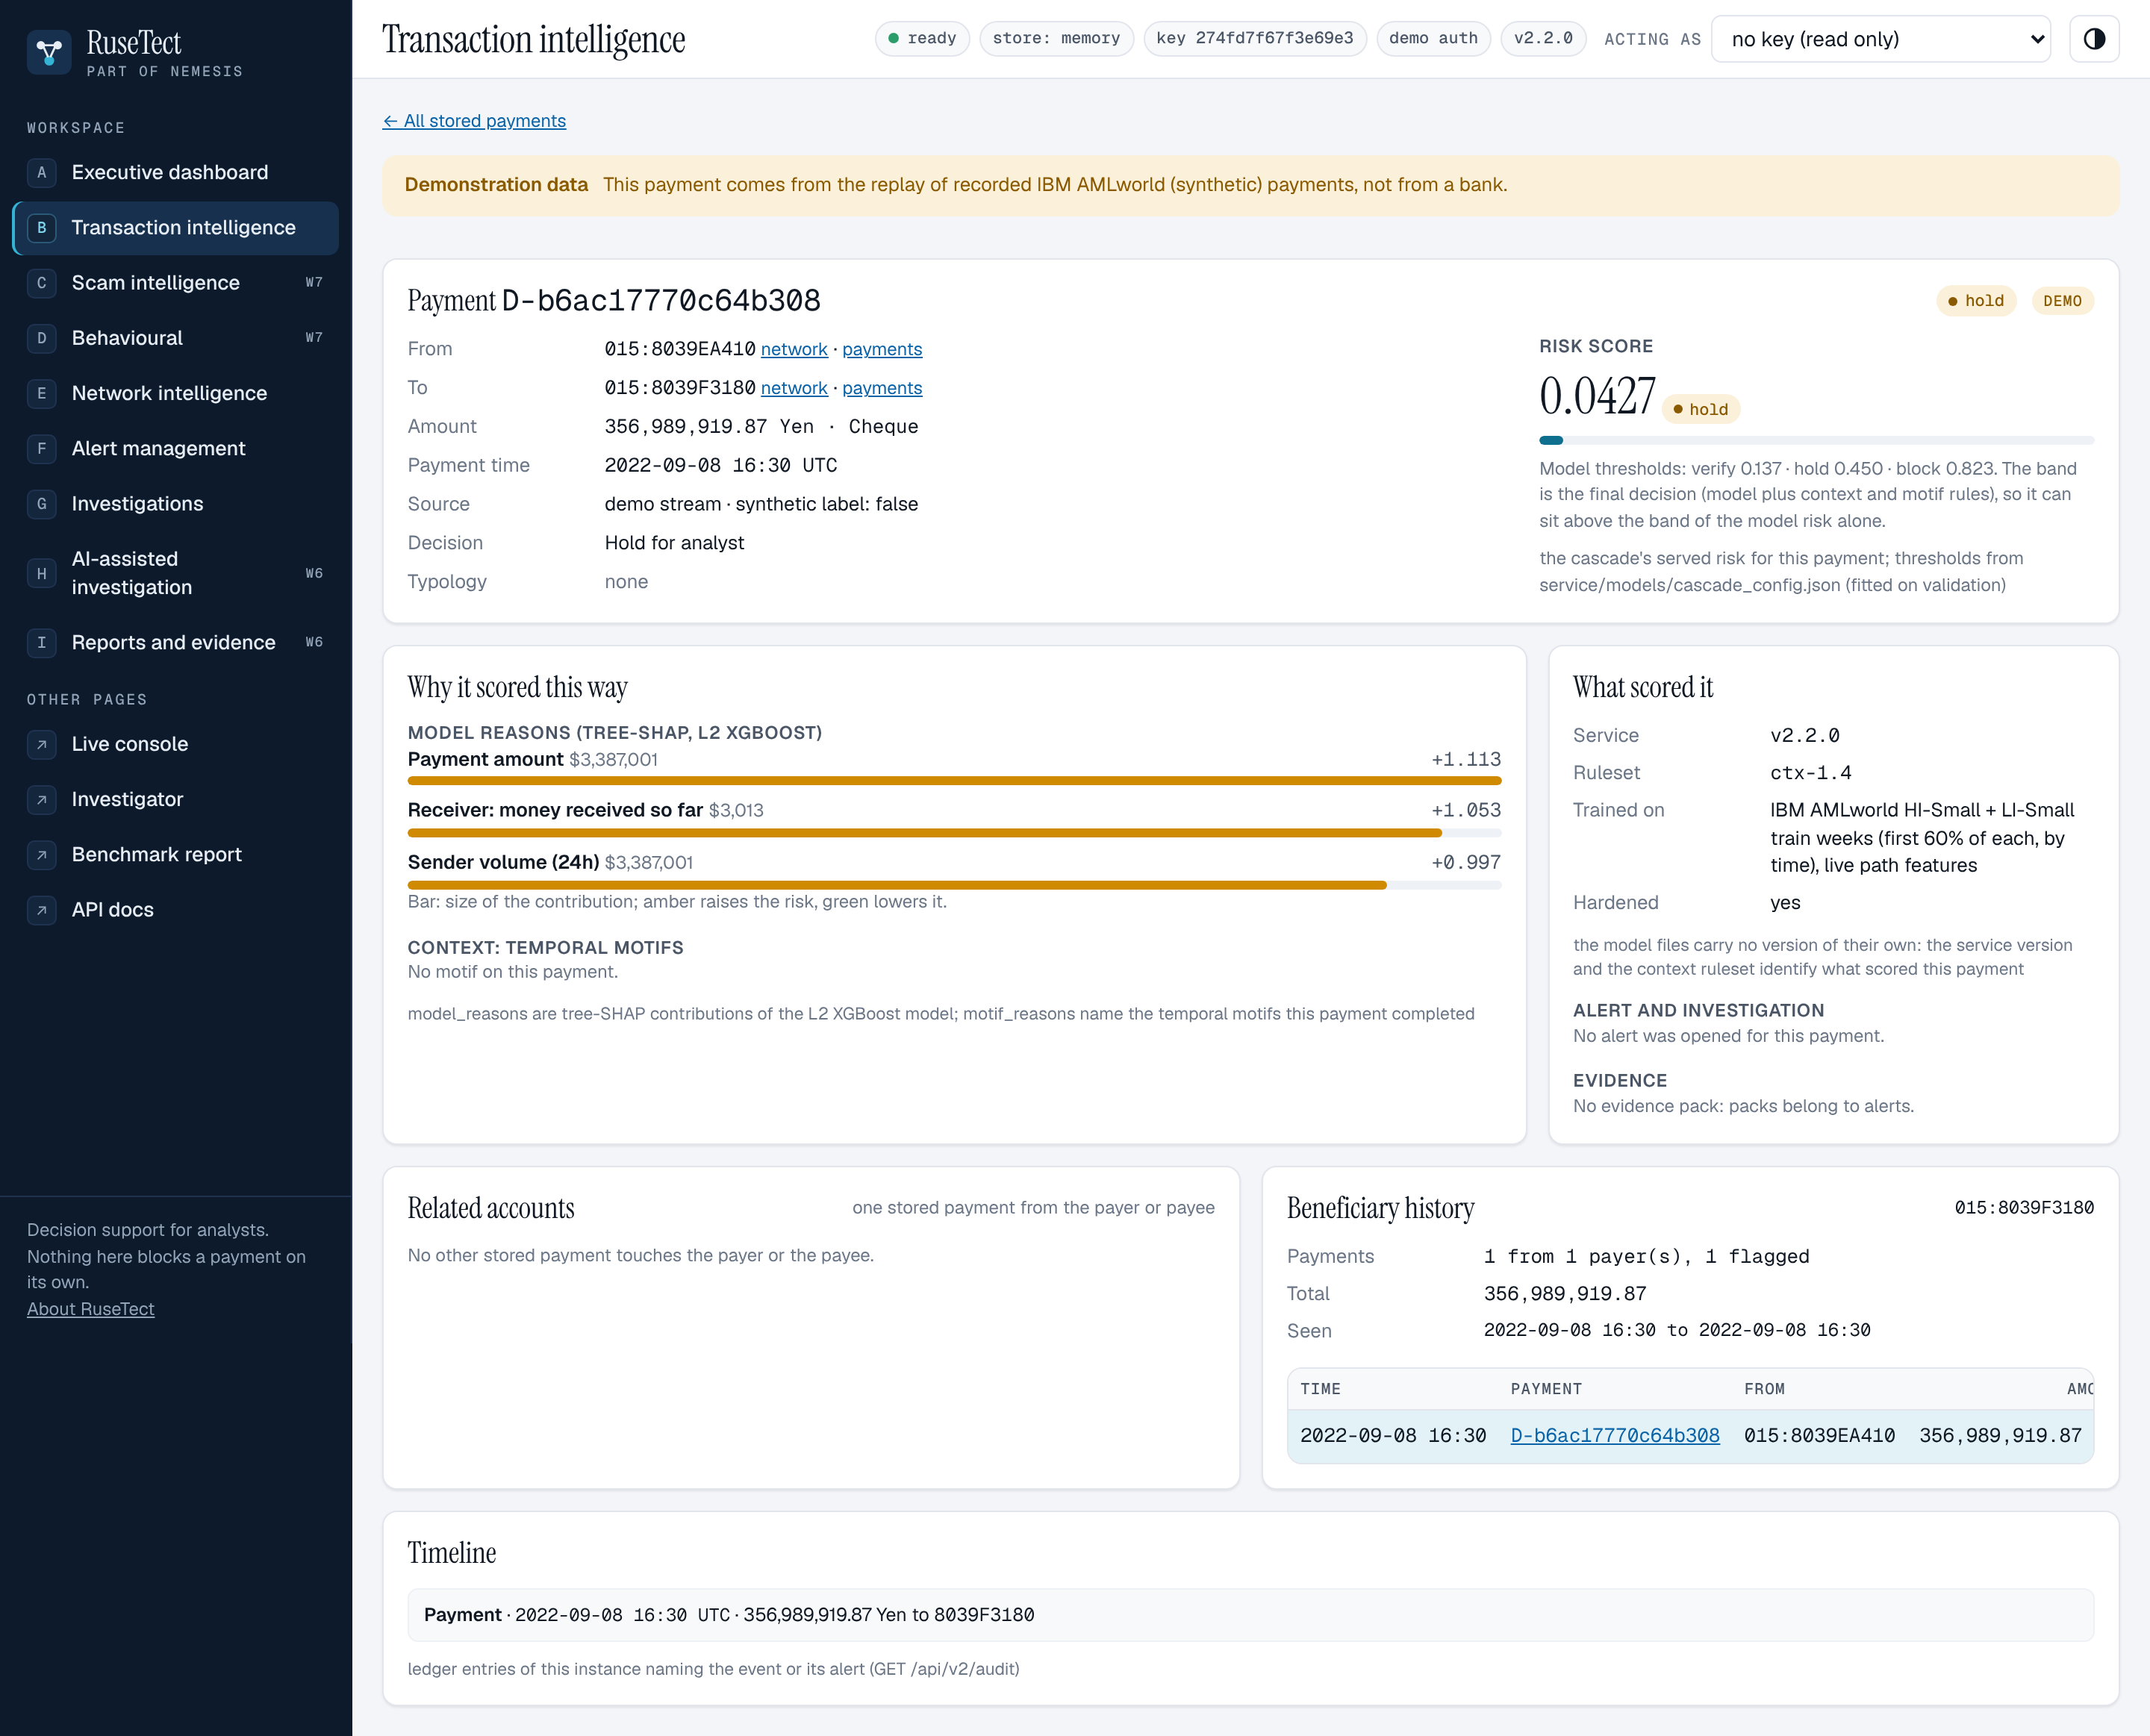 RuseTect
PART OF NEMESIS
WORKSPACE
A Executive dashboard
B Transaction intelligence
C Scam intelligence W7
D Behavioural W7
E Network intelligence
F Alert management
G Investigations
H AI-assisted investigation W6
I Reports and evidence W6
OTHER PAGES
Live console
Investigator
Benchmark report
API docs
Decision support for analysts.
Nothing here blocks a payment on
its own.
About RuseTect
Transaction intelligence
ready
store: memory
key 274fd7f67f3e69e3
demo auth
v2.2.0
ACTING AS
no key (read only)
← All stored payments
Demonstration data This payment comes from the replay of recorded IBM AMLworld (synthetic) payments, not from a bank.
Payment D-b6ac17770c64b308
hold
DEMO
From 015:8039EA410 network · payments
To 015:8039F3180 network · payments
Amount 356,989,919.87 Yen · Cheque
Payment time 2022-09-08 16:30 UTC
Source demo stream · synthetic label: false
Decision Hold for analyst
Typology none
RISK SCORE
0.0427 hold
Model thresholds: verify 0.137 · hold 0.450 · block 0.823. The band
is the final decision (model plus context and motif rules), so it can
sit above the band of the model risk alone.
the cascade's served risk for this payment; thresholds from
service/models/cascade_config.json (fitted on validation)
Why it scored this way
MODEL REASONS (TREE-SHAP, L2 XGBOOST)
Payment amount $3,387,001 +1.113
Receiver: money received so far $3,013 +1.053
Sender volume (24h) $3,387,001 +0.997
Bar: size of the contribution; amber raises the risk, green lowers it.
CONTEXT: TEMPORAL MOTIFS
No motif on this payment.
model_reasons are tree-SHAP contributions of the L2 XGBoost model; motif_reasons name the temporal motifs this payment completed
What scored it
Service v2.2.0
Ruleset ctx-1.4
Trained on IBM AMLworld HI-Small + LI-Small
train weeks (first 60% of each, by
time), live path features
Hardened yes
the model files carry no version of their own: the service version
and the context ruleset identify what scored this payment
ALERT AND INVESTIGATION
No alert was opened for this payment.
EVIDENCE
No evidence pack: packs belong to alerts.
Related accounts
one stored payment from the payer or payee
No other stored payment touches the payer or the payee.
Beneficiary history
015:8039F3180
Payments 1 from 1 payer(s), 1 flagged
Total 356,989,919.87
Seen 2022-09-08 16:30 to 2022-09-08 16:30
TIME PAYMENT FROM
2022-09-08 16:30 D-b6ac17770c64b308 015:8039EA410 356,989,919.87
Timeline
Payment · 2022-09-08 16:30 UTC · 356,989,919.87 Yen to 8039F3180
ledger entries of this instance naming the event or its alert (GET /api/v2/audit)